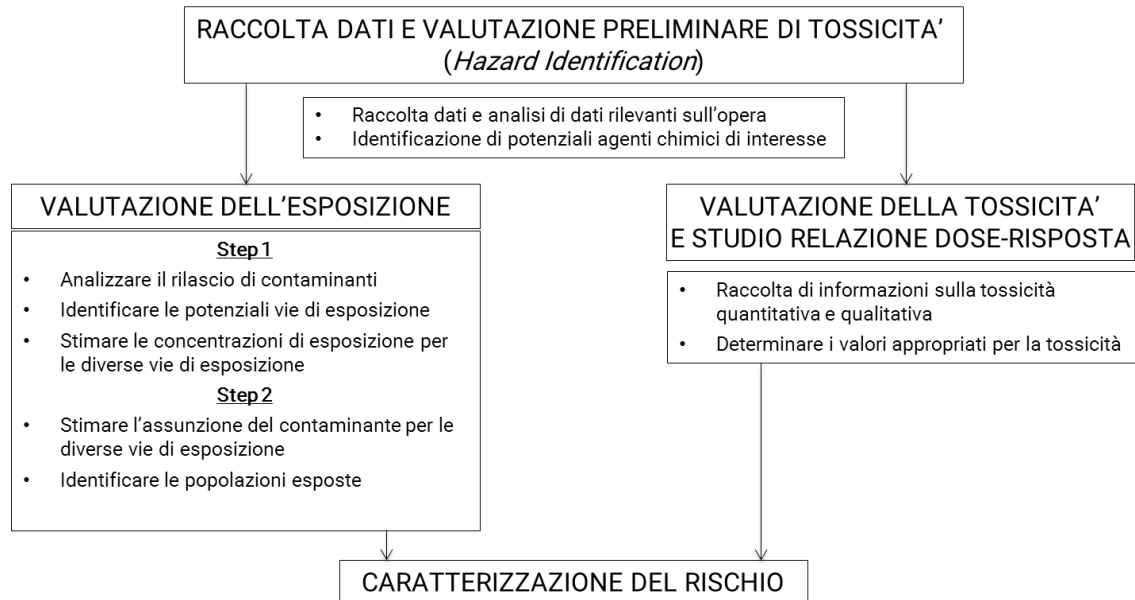 RACCOLTA DATI E VALUTAZIONE PRELIMINARE DI TOSSICITA’
(Hazard Identification)
• Raccolta dati e analisi di dati rilevanti sull’opera
• Identificazione di potenziali agenti chimici di interesse
VALUTAZIONE DELL’ESPOSIZIONE
Step 1
• Analizzare il rilascio di contaminanti
• Identificare le potenziali vie di esposizione
• Stimare le concentrazioni di esposizione per
le diverse vie di esposizione
Step 2
• Stimare l’assunzione del contaminante per le
diverse vie di esposizione
• Identificare le popolazioni esposte
VALUTAZIONE DELLA TOSSICITA’
E STUDIO RELAZIONE DOSE-RISPOSTA
• Raccolta di informazioni sulla tossicità
quantitativa e qualitativa
• Determinare i valori appropriati per la tossicità
CARATTERIZZAZIONE DEL RISCHIO